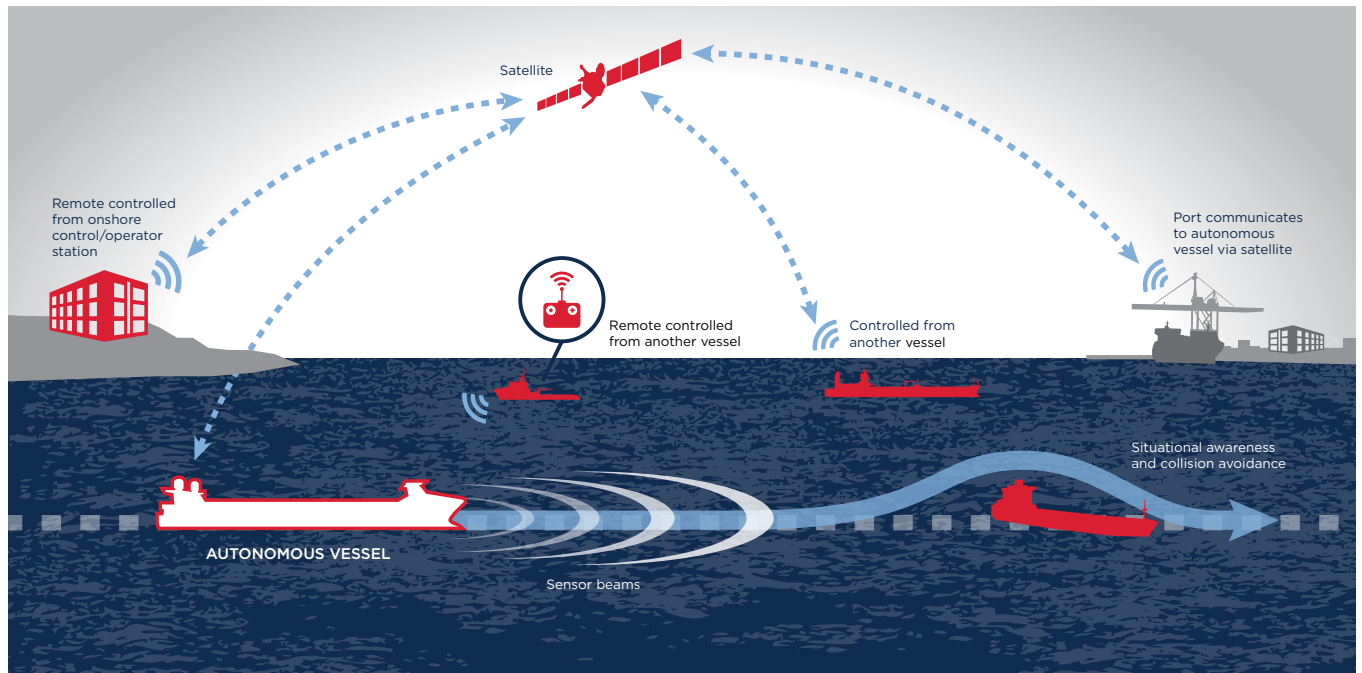 Satellite
Remote controlled
from onshore
control/operator
station
Port communicates
to autonomous
vessel via satellite
Remote controlled
from another vessel
Controlled from
another vessel
Situational awareness
and collision avoidance
AUTONOMOUS VESSEL
Sensor beams